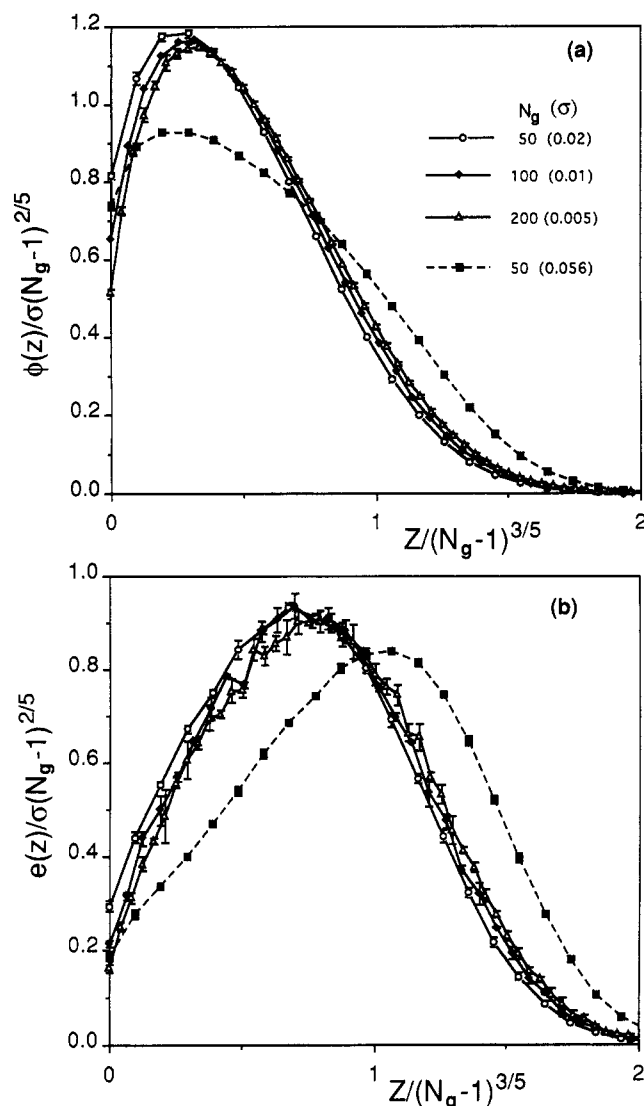 (a)
N_g (σ)
50 (0.02)
100 (0.01)
200 (0.005)
50 (0.056)
ϕ(z)/σ(N_g-1)^{2/5}
1.2
1.0
0.8
0.6
0.4
0.2
0.0
0 1 2
Z/(N_g-1)^{3/5}
(b)
e(z)/σ(N_g-1)^{2/5}
1.0
0.8
0.6
0.4
0.2
0.0
0 1 2
Z/(N_g-1)^{3/5}